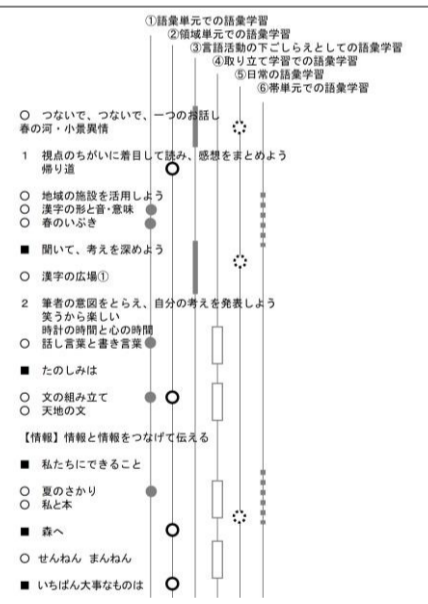 ①語彙単元での語彙学習
②領域単元での語彙学習
③言語活動の下ごしらえとしての語彙学習
④取り立て学習での語彙学習
⑤日常の語彙学習
⑥帯単元での語彙学習
○ つないで、つないで、一つのお話し
春の河・小景異情
1 視点のちがいに着目して読み、感想をまとめよう
帰り道
○ 地域の施設を活用しよう
○ 漢字の形と音・意味
○ 春のいぶき
■ 聞いて、考えを深めよう
○ 漢字の広場①
2 筆者の意図をとらえ、自分の考えを発表しよう
笑うから楽しい
時計の時間と心の時間
○ 話し言葉と書き言葉
■ たのしみは
○ 文の組み立て
○ 天地の文
【情報】情報と情報をつなげて伝える
■ 私たちにできること
○ 夏のさかり
○ 私と本
■ 森へ
○ せんねん まんねん
■ いちばん大事なものは